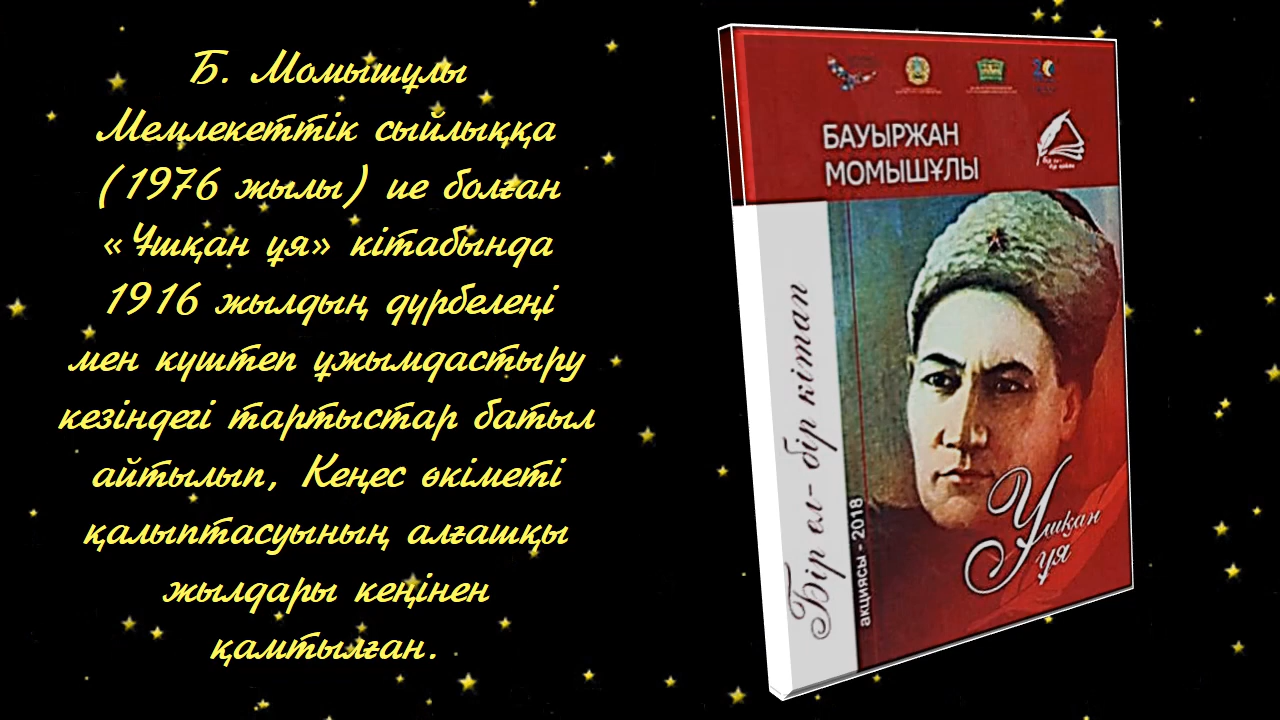 Б. Момышұлы
Мемлекеттік сыйлыққа
(1976 жылы) ие болған
«Ұшқан ұя» кітабында
1916 жылдың дүрбелеңі
мен күштеп ұжымдастыру
кезіндегі тартыстар батыл
айтылып, Кеңес өкіметі
қалыптасуының алғашқы
жылдары кеңінен
қамтылған.
БАУЫРЖАН
МОМЫШҰЛЫ
Бір ел- бір кітап
акциясы - 2018
Ұшқан
ұя